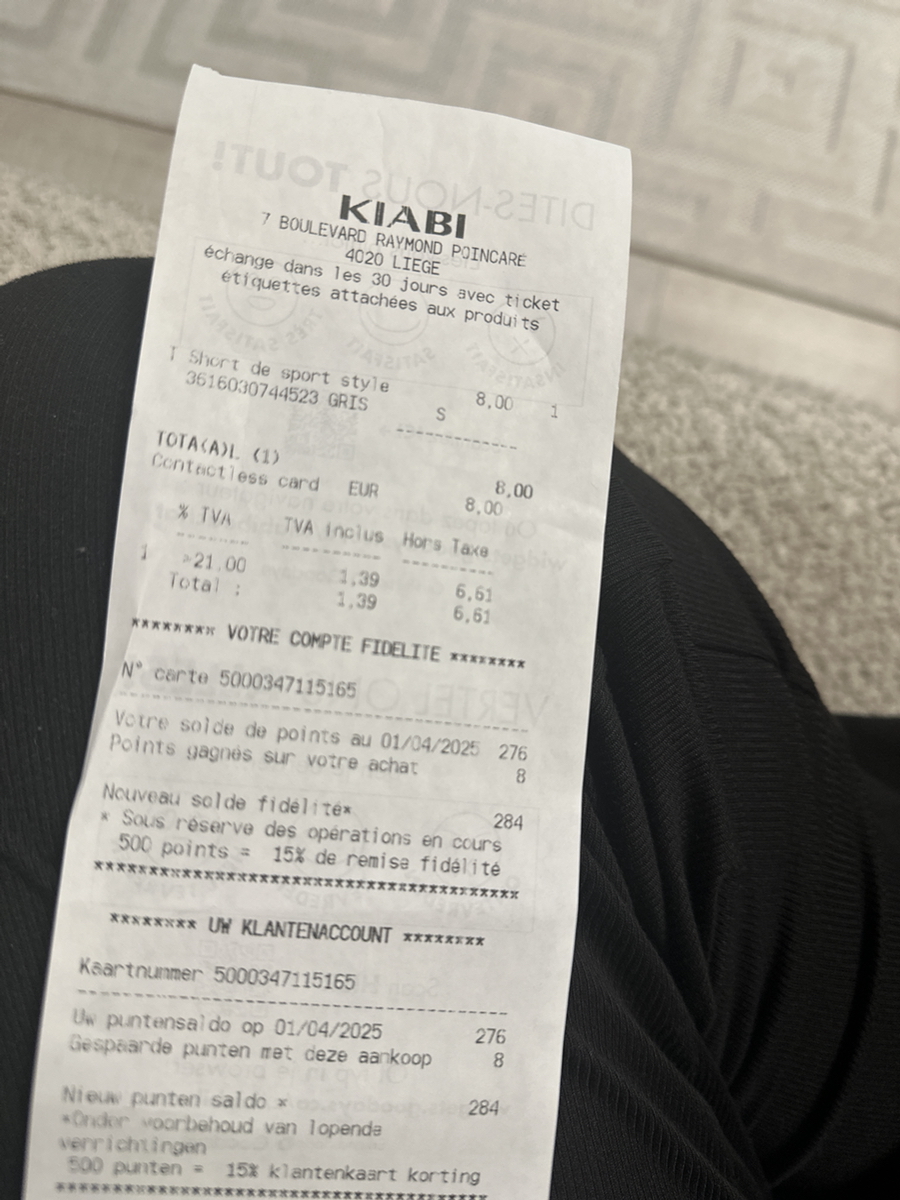 KIABI
7 BOULEVARD RAYMOND POINCARE
4020 LIEGE
échange dans les 30 jours avec ticket
étiquettes attachées aux produits
T Short de sport style 8,00 1
3616030744523 GRIS S
TOTA(A)L (1) 8,00
Contactless card EUR 8,00
% TVA TVA inclus Hors Taxe
1 >21.00 1,39 6,61
Total : 1,39 6,61
******** VOTRE COMPTE FIDELITE ********
N° carte 5000347115165
Votre solde de points au 01/04/2025 276
Points gagnés sur votre achat 8
Nouveau solde fidélité* 284
* Sous réserve des opérations en cours
500 points = 15% de remise fidélité
******** UW KLANTENACCOUNT ********
Kaartnummer 5000347115165
Uw puntensaldo op 01/04/2025 276
Gespaarde punten met deze aankoop 8
Nieuw punten saldo * 284
*Onder voorbehoud van lopende
verrichtingen
500 punten = 15% klantenkaart korting